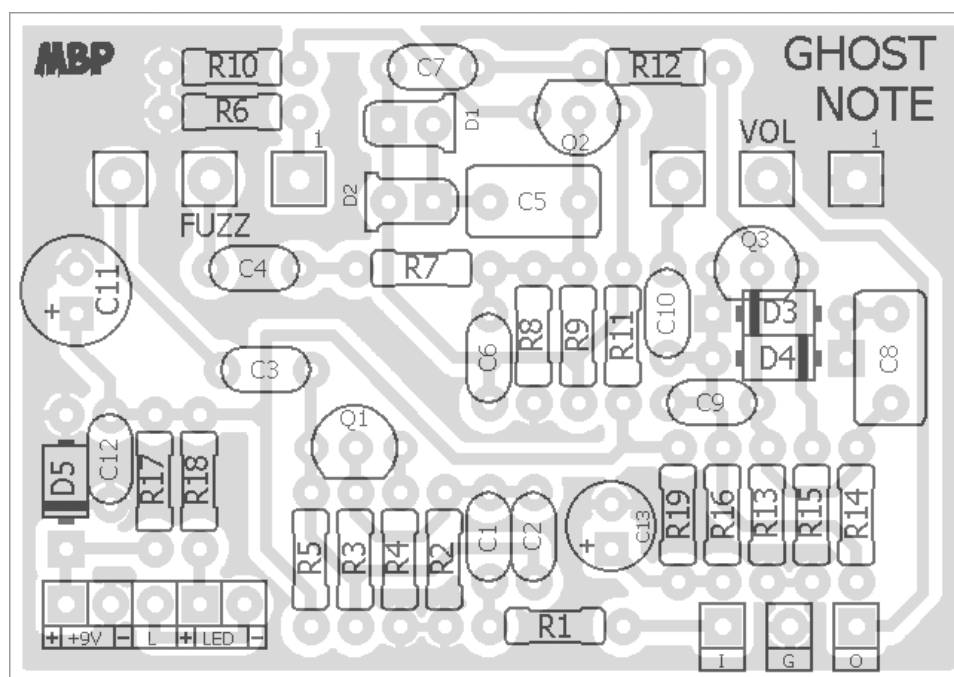 MBP
R10
C7
R12
GHOST
NOTE
R6
D1
Q2
VOL
1
1
D2
C5
FUZZ
Q3
C4
R7
C11
+
C10
D3
R8
R9
R11
C6
D4
C8
C3
C9
Q1
D5
C12
R17
R18
R19
R16
R13
R15
R14
C13
+
R5
R3
R4
R2
C1
C2
R1
+ +9V - L + LED -
I G O